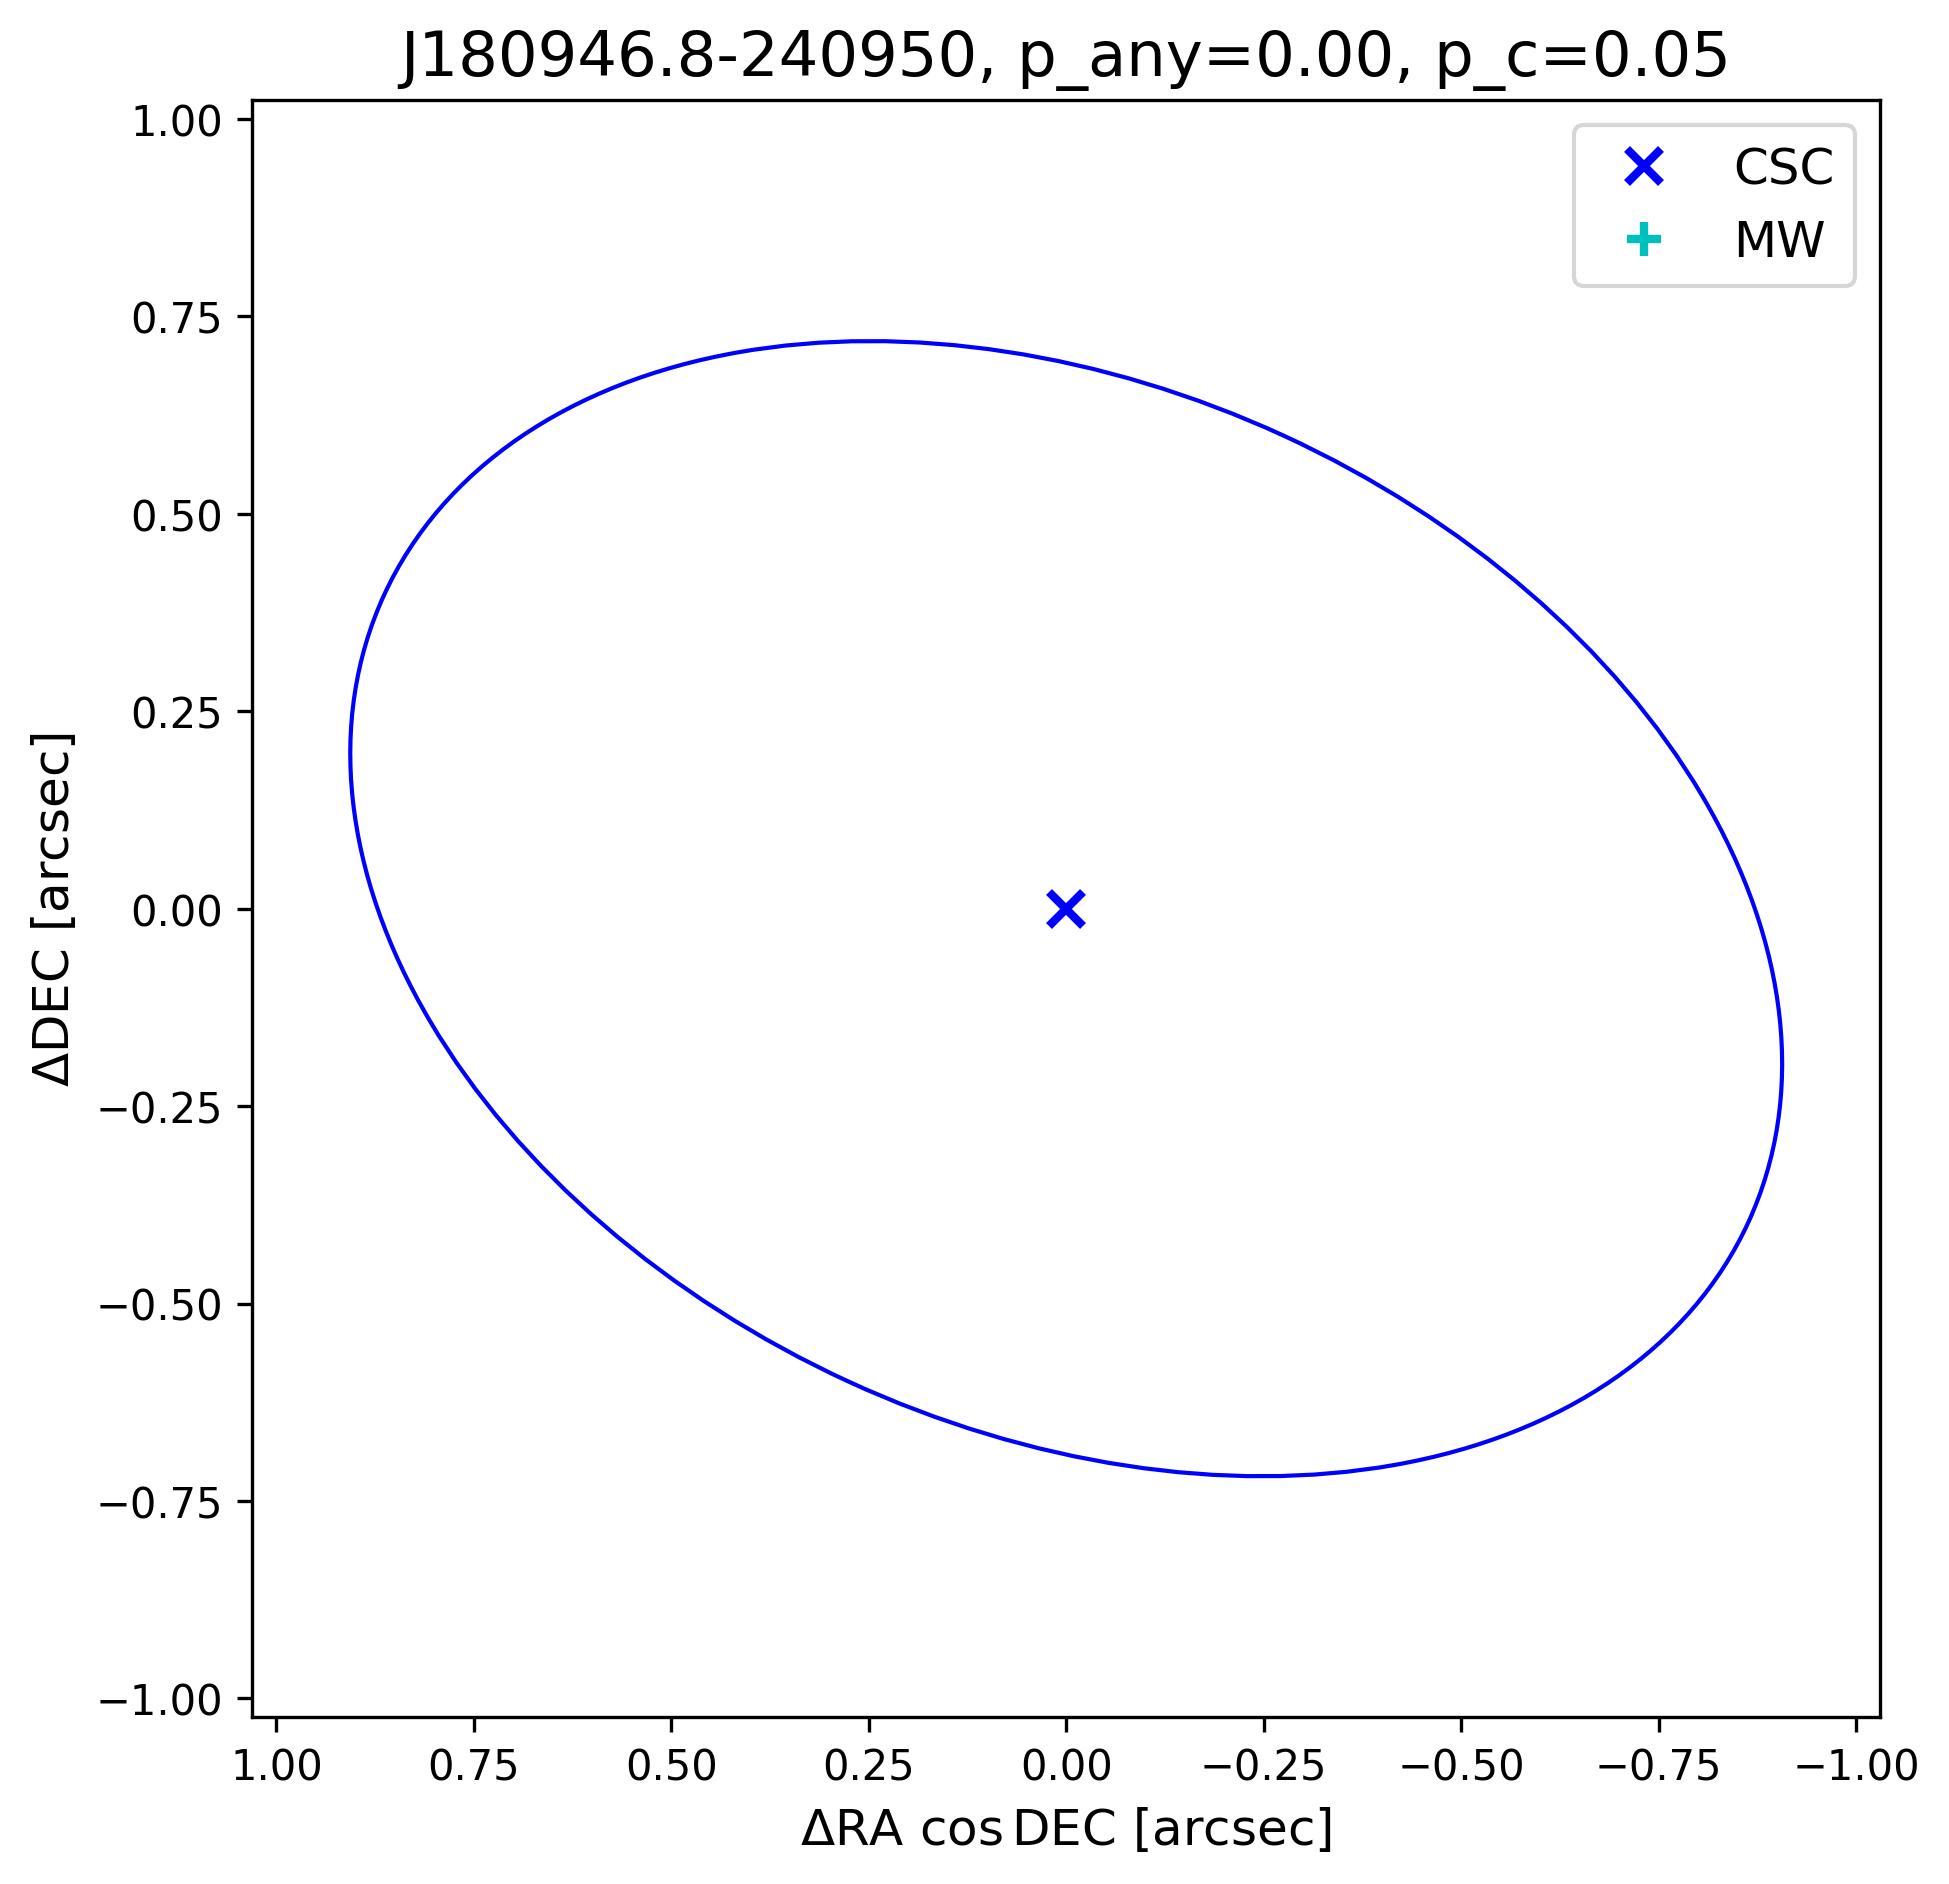 J180946.8-240950, p_any=0.00, p_c=0.05
CSC
MW
1.00
0.75
0.50
0.25
0.00
−0.25
−0.50
−0.75
−1.00
ΔDEC [arcsec]
1.00 0.75 0.50 0.25 0.00 −0.25 −0.50 −0.75 −1.00
ΔRA cos DEC [arcsec]